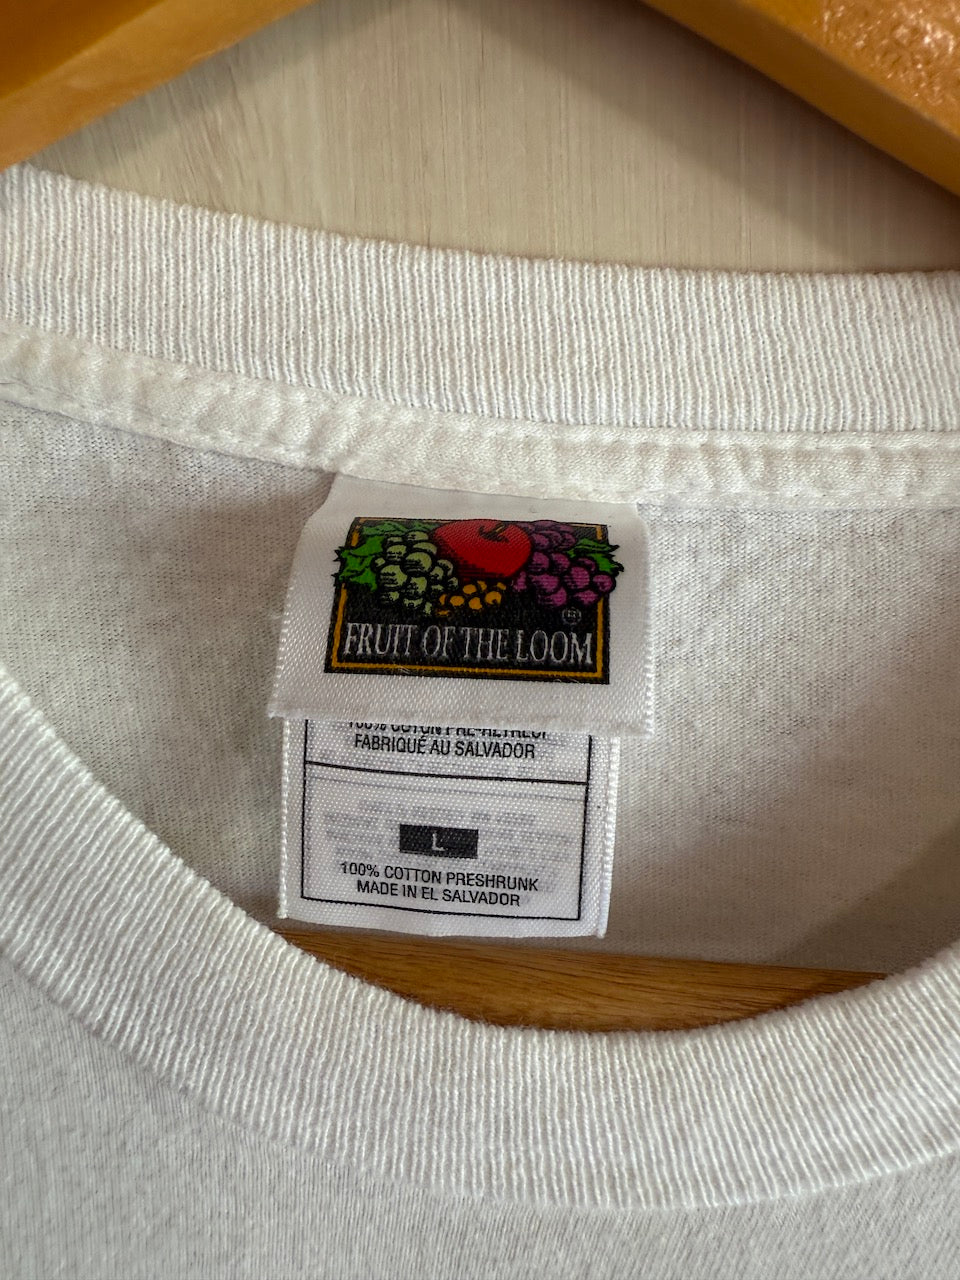 FRUIT OF THE LOOM
®
FABRIQUÉ AU SALVADOR
L
100% COTTON PRESHRUNK
MADE IN EL SALVADOR